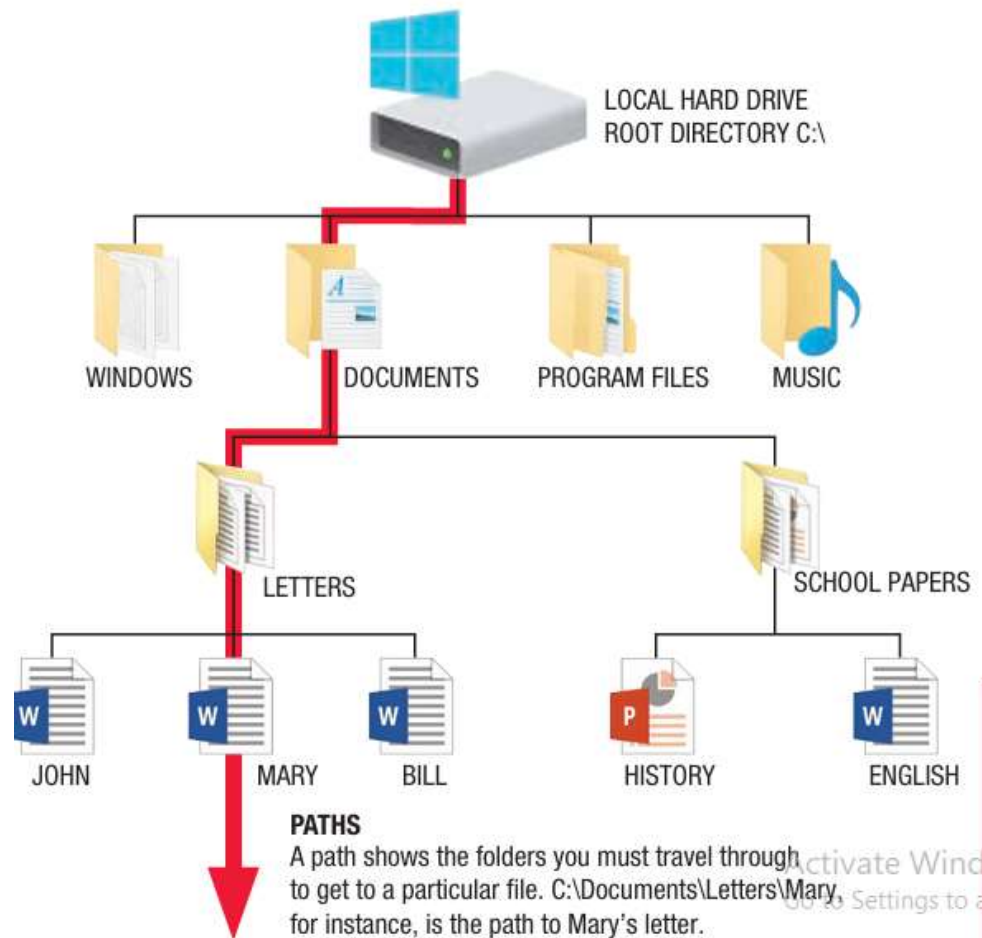 LOCAL HARD DRIVE
ROOT DIRECTORY C:\
WINDOWS
DOCUMENTS
PROGRAM FILES
MUSIC
LETTERS
SCHOOL PAPERS
W
W
W
P
W
JOHN
MARY
BILL
HISTORY
ENGLISH
PATHS
A path shows the folders you must travel through
to get to a particular file. C:\Documents\Letters\Mary,
for instance, is the path to Mary's letter.
Activate Wind
Go to Settings to a